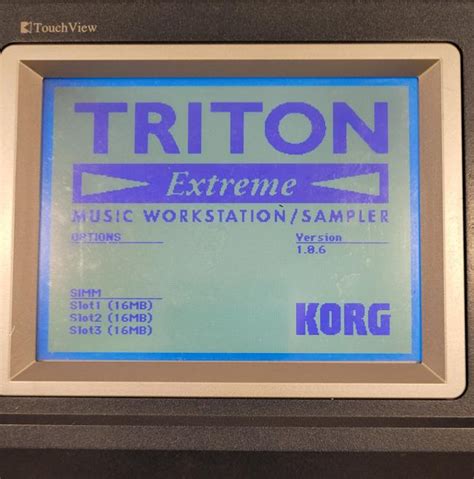 TouchView
TRITON
Extreme
MUSIC WORKSTATION/SAMPLER
OPTIONS
Version
1.0.6
SIMM
Slot1 (16MB)
Slot2 (16MB)
Slot3 (16MB)
KORG